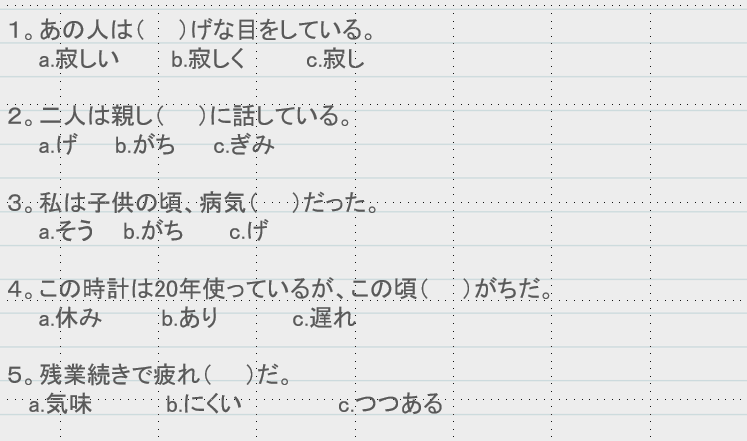 １。あの人は（　　）げな目をしている。
a.寂しい　b.寂しく　c.寂し
２。二人は親し（　　）に話している。
a.げ　b.がち　c.ぎみ
３。私は子供の頃、病気（　　）だった。
a.そう　b.がち　c.げ
４。この時計は20年使っているが、この頃（　　）がちだ。
a.休み　b.あり　c.遅れ
５。残業続きで疲れ（　　）だ。
a.気味　b.にくい　c.つつある